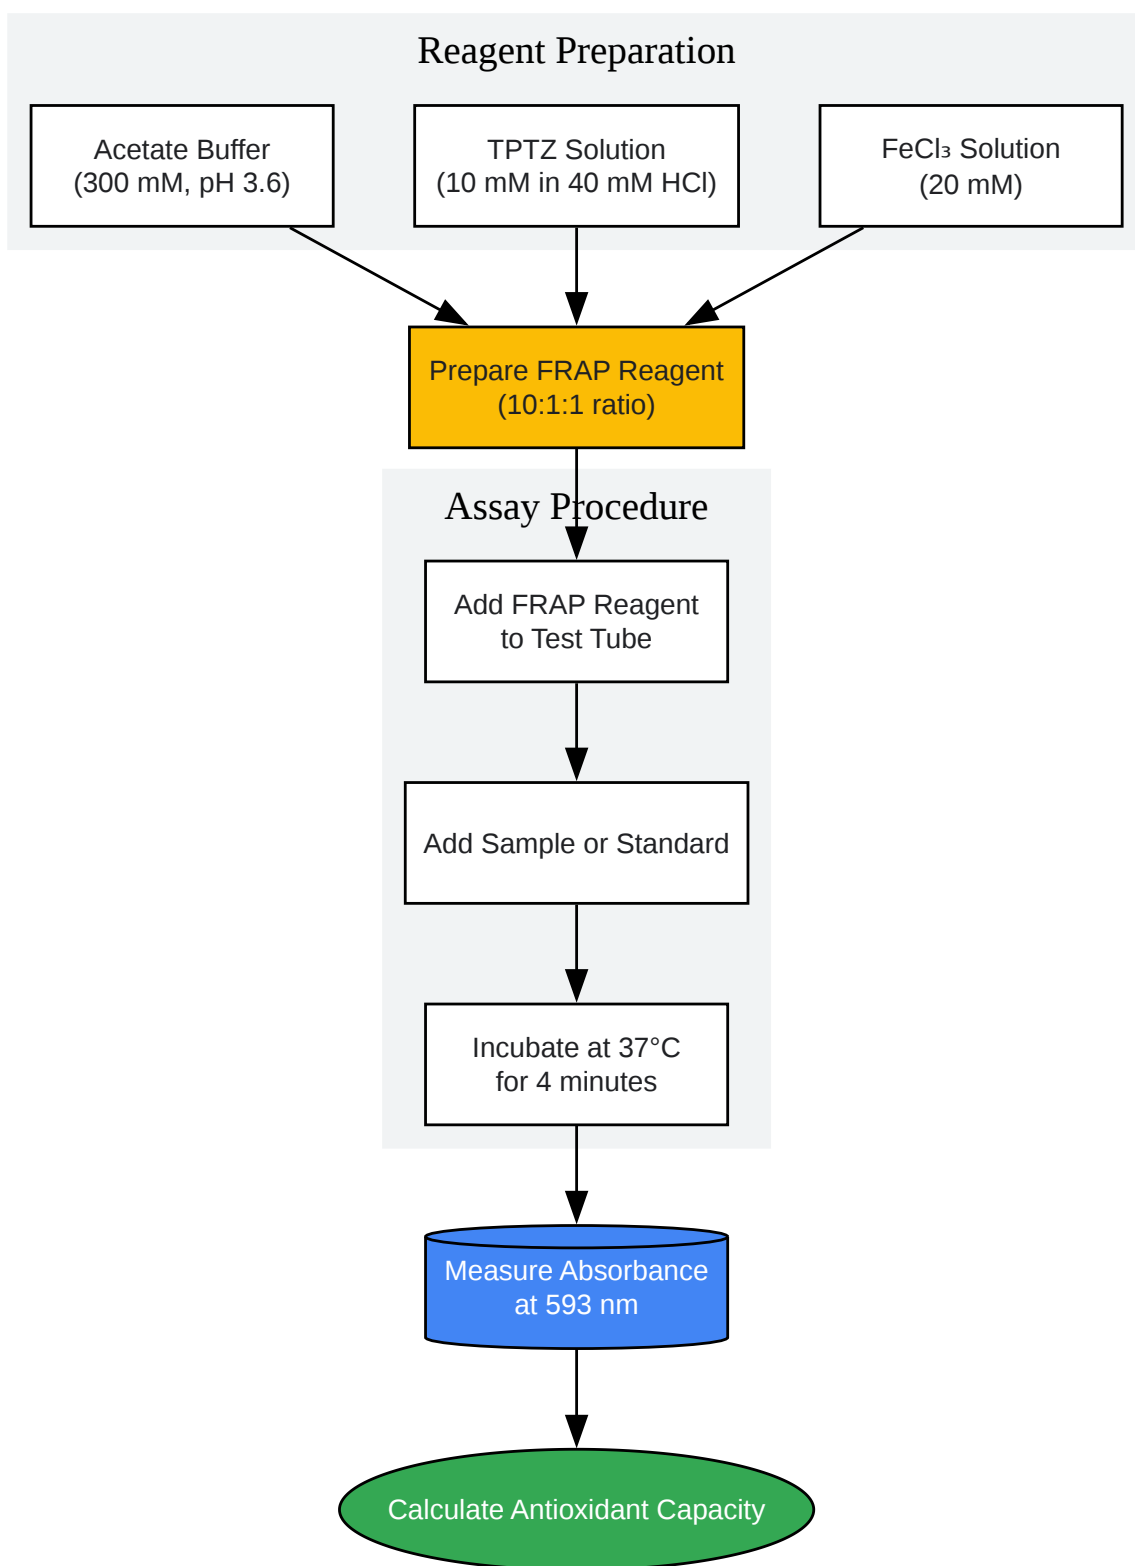 Reagent Preparation
Acetate Buffer
(300 mM, pH 3.6)
TPTZ Solution
(10 mM in 40 mM HCl)
FeCl₃ Solution
(20 mM)
Prepare FRAP Reagent
(10:1:1 ratio)
Assay Procedure
Add FRAP Reagent
to Test Tube
Add Sample or Standard
Incubate at 37°C
for 4 minutes
Measure Absorbance
at 593 nm
Calculate Antioxidant Capacity